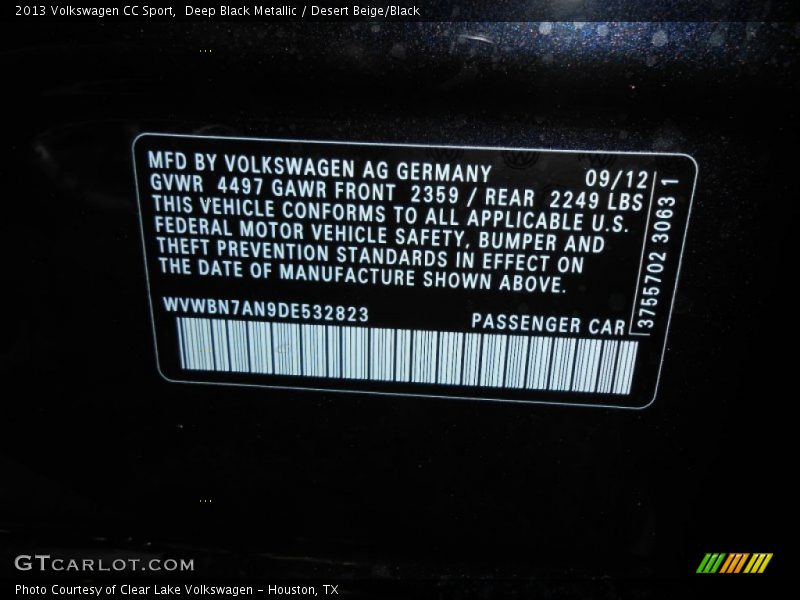 2013 Volkswagen CC Sport,  Deep Black Metallic / Desert Beige/Black
MFD BY VOLKSWAGEN AG GERMANY 09/12
GVWR 4497 GAWR FRONT 2359 / REAR 2249 LBS
THIS VEHICLE CONFORMS TO ALL APPLICABLE U.S.
FEDERAL MOTOR VEHICLE SAFETY, BUMPER AND
THEFT PREVENTION STANDARDS IN EFFECT ON
THE DATE OF MANUFACTURE SHOWN ABOVE.
WVWBN7AN9DE532823 PASSENGER CAR
3755702 3063 1
GTCARLOT.COM
Photo Courtesy of Clear Lake Volkswagen - Houston, TX